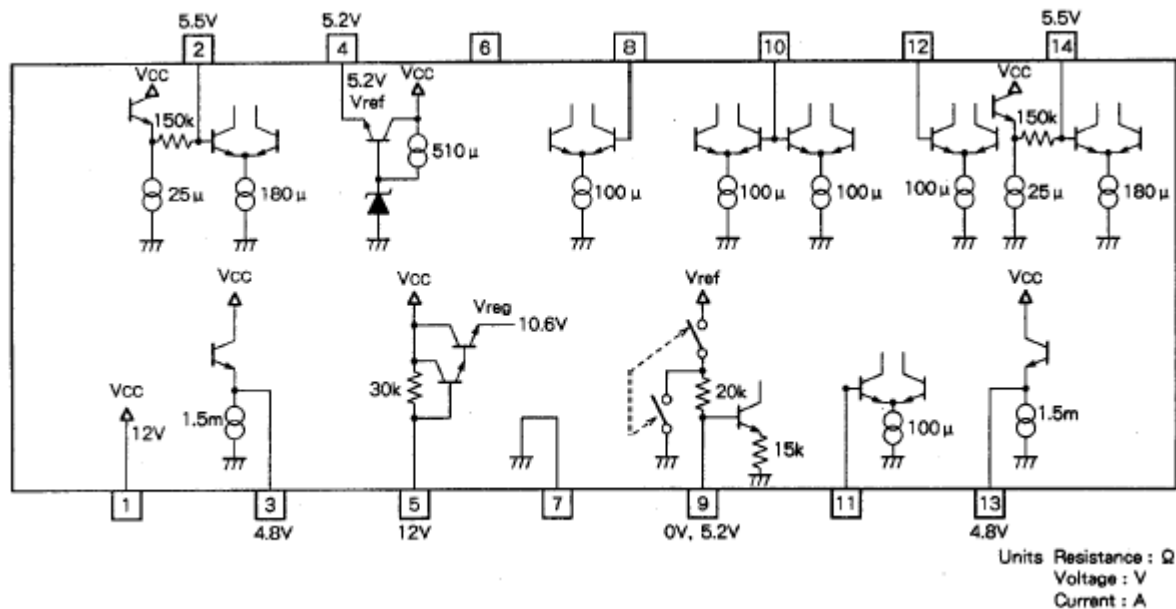 5.5V 5.2V 5.5V
2 4 6 8 10 12 14
VCC 5.2V VCC VCC
Vref
150k 510μ 150k
25μ 180μ 100μ 100μ 100μ 100μ 25μ 180μ
VCC VCC Vref VCC
Vreg
10.6V
VCC 30k 20k
12V 1.5m 15k 100μ 1.5m
1 3 5 7 9 11 13
4.8V 12V 0V, 5.2V 4.8V
Units Resistance : Ω
Voltage : V
Current : A